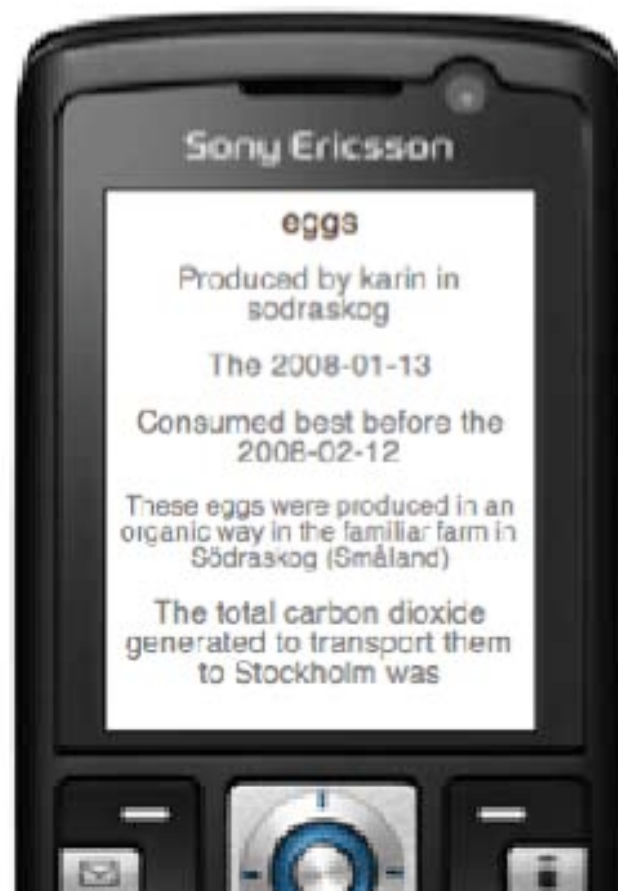 Sony Ericsson
eggs
Produced by karin in
sodraskog
The 2008-01-13
Consumed best before the
2008-02-12
These eggs were produced in an
organic way in the familiar farm in
Södraskog (Småland)
The total carbon dioxide
generated to transport them
to Stockholm was